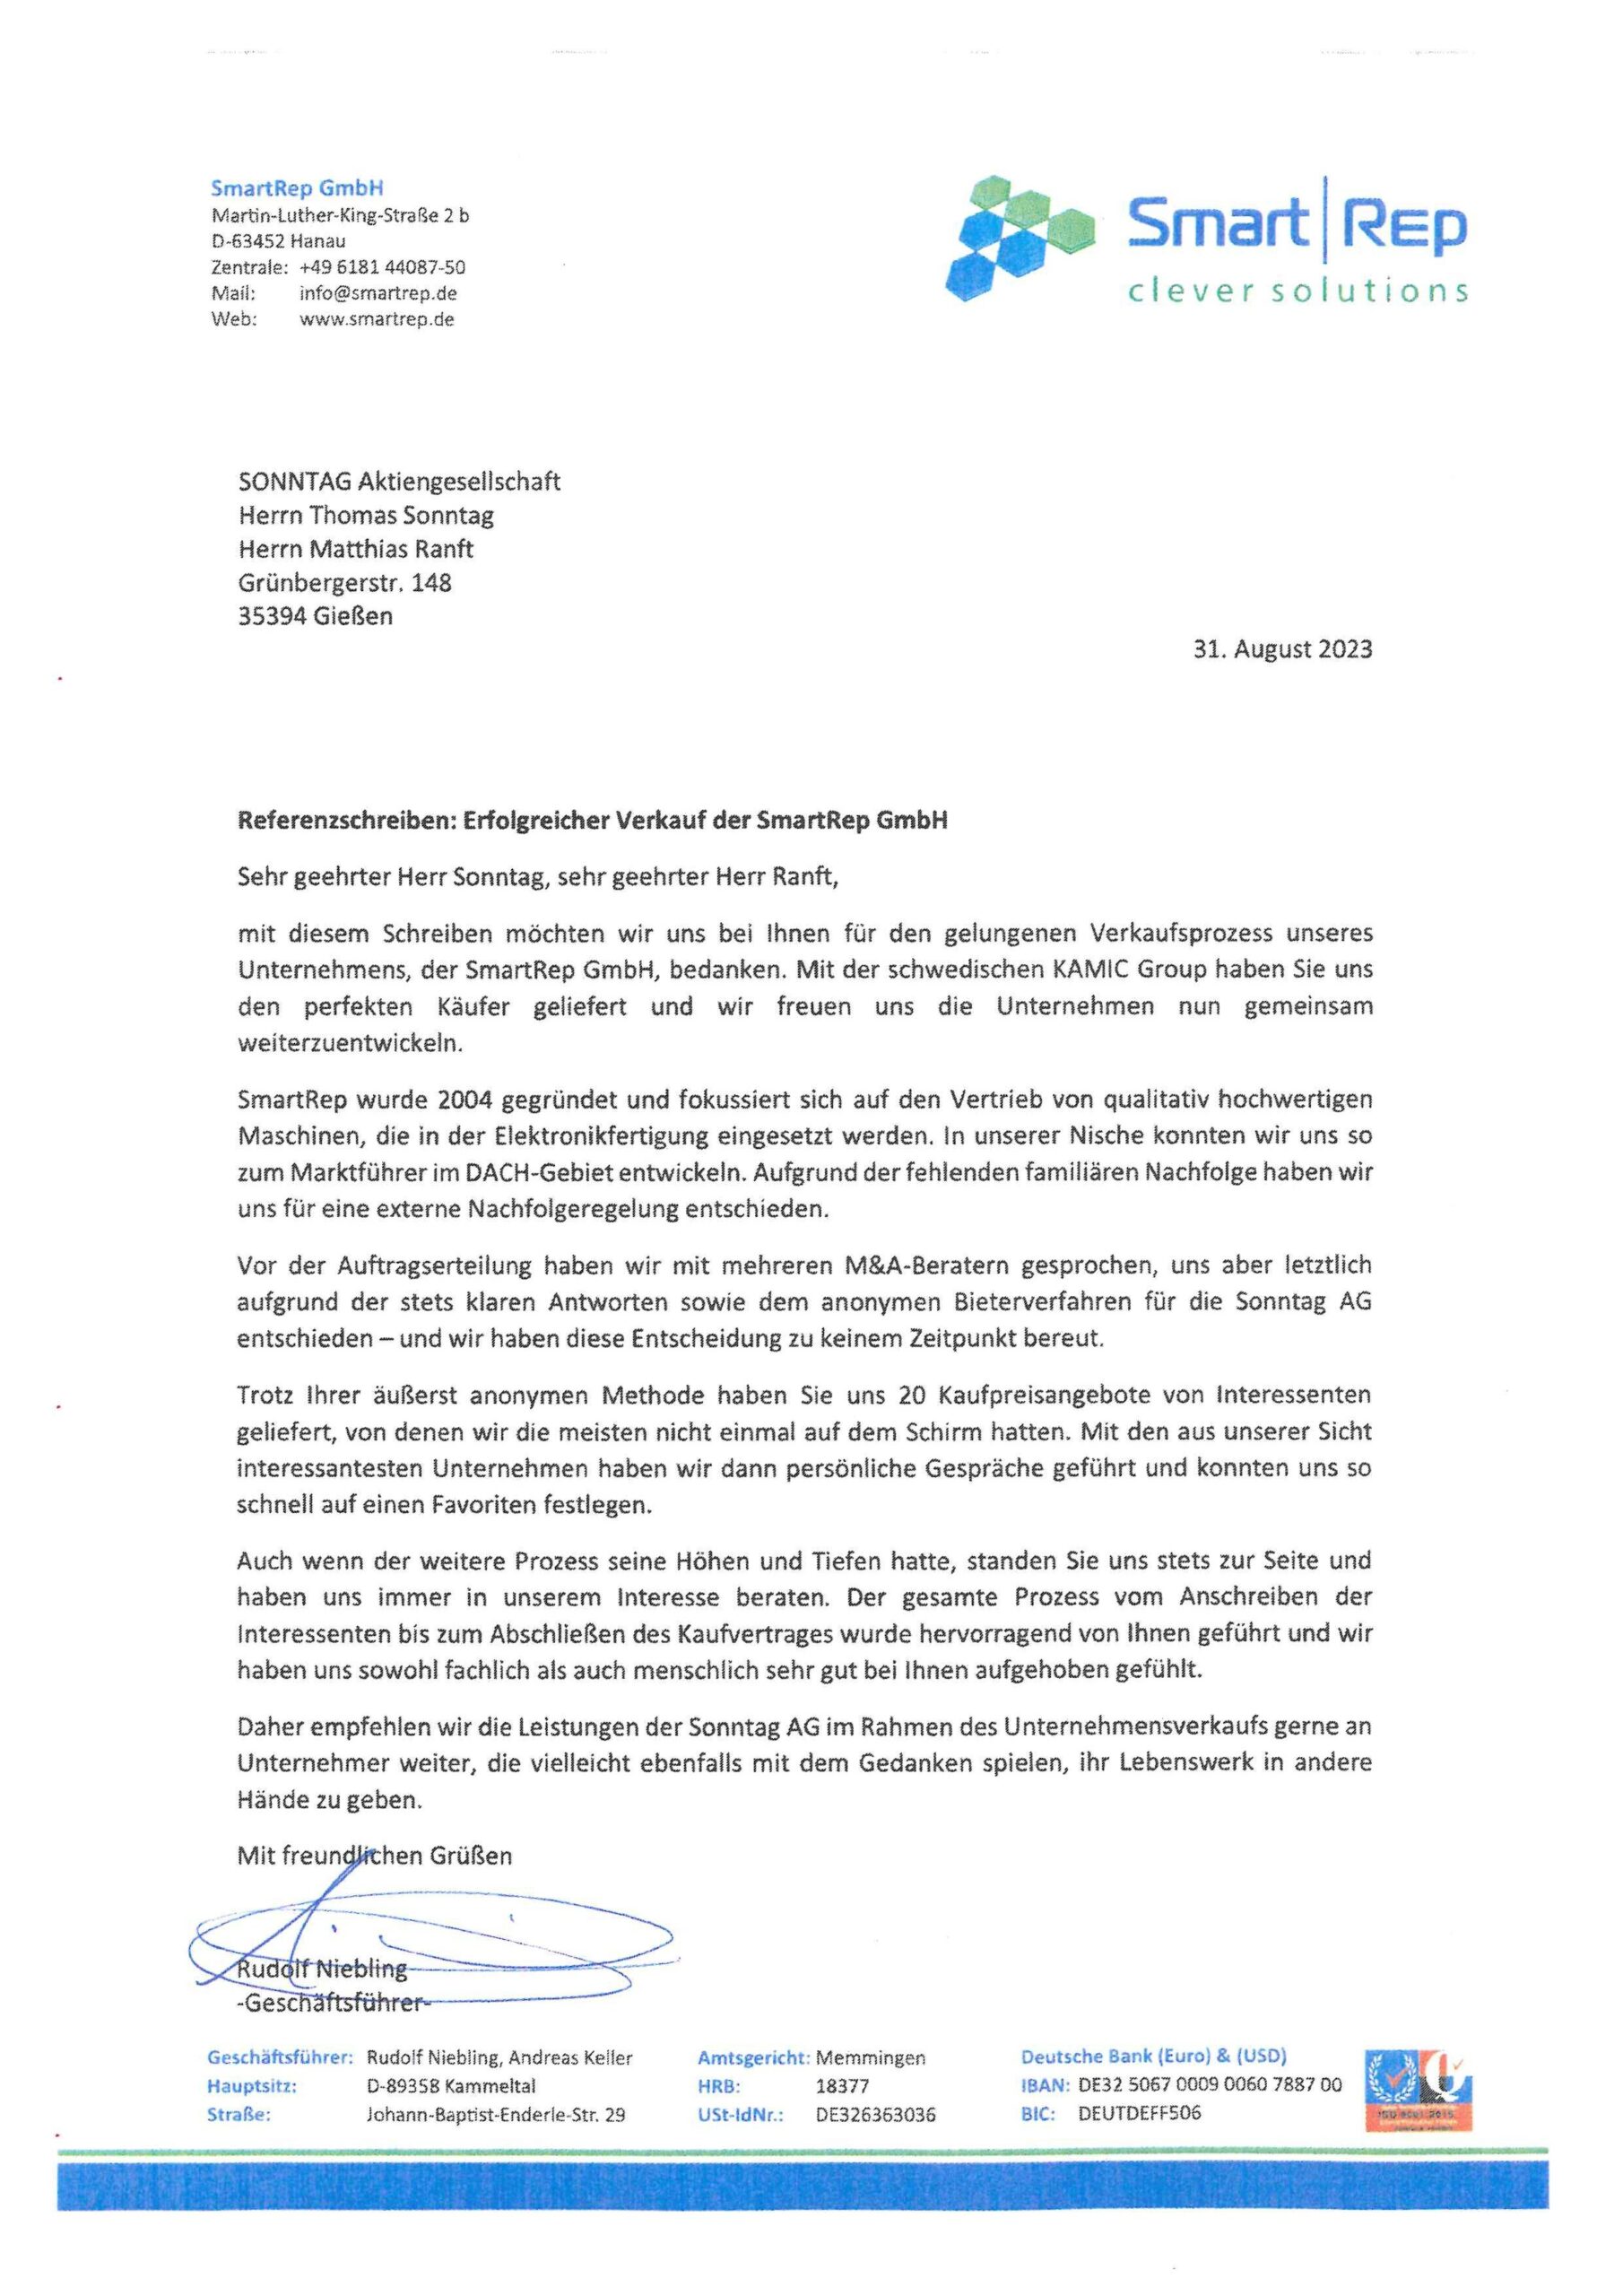 SmartRep GmbH
Martin-Luther-King-Straße 2 b
D-63452 Hanau
Zentrale: +49 6181 44087-50
Mail: info@smartrep.de
Web: www.smartrep.de
Smart|Rep
clever solutions
SONNTAG Aktiengesellschaft
Herrn Thomas Sonntag
Herrn Matthias Ranft
Grünbergerstr. 148
35394 Gießen
31. August 2023
Referenzschreiben: Erfolgreicher Verkauf der SmartRep GmbH
Sehr geehrter Herr Sonntag, sehr geehrter Herr Ranft,
mit diesem Schreiben möchten wir uns bei Ihnen für den gelungenen Verkaufsprozess unseres
Unternehmens, der SmartRep GmbH, bedanken. Mit der schwedischen KAMIC Group haben Sie uns
den perfekten Käufer geliefert und wir freuen uns die Unternehmen nun gemeinsam
weiterzuentwickeln.
SmartRep wurde 2004 gegründet und fokussiert sich auf den Vertrieb von qualitativ hochwertigen
Maschinen, die in der Elektronikfertigung eingesetzt werden. In unserer Nische konnten wir uns so
zum Marktführer im DACH-Gebiet entwickeln. Aufgrund der fehlenden familiären Nachfolge haben wir
uns für eine externe Nachfolgeregelung entschieden.
Vor der Auftragserteilung haben wir mit mehreren M&A-Beratern gesprochen, uns aber letztlich
aufgrund der stets klaren Antworten sowie dem anonymen Bieterverfahren für die Sonntag AG
entschieden – und wir haben diese Entscheidung zu keinem Zeitpunkt bereut.
Trotz Ihrer äußerst anonymen Methode haben Sie uns 20 Kaufpreisangebote von Interessenten
geliefert, von denen wir die meisten nicht einmal auf dem Schirm hatten. Mit den aus unserer Sicht
interessantesten Unternehmen haben wir dann persönliche Gespräche geführt und konnten uns so
schnell auf einen Favoriten festlegen.
Auch wenn der weitere Prozess seine Höhen und Tiefen hatte, standen Sie uns stets zur Seite und
haben uns immer in unserem Interesse beraten. Der gesamte Prozess vom Anschreiben der
Interessenten bis zum Abschließen des Kaufvertrages wurde hervorragend von Ihnen geführt und wir
haben uns sowohl fachlich als auch menschlich sehr gut bei Ihnen aufgehoben gefühlt.
Daher empfehlen wir die Leistungen der Sonntag AG im Rahmen des Unternehmensverkaufs gerne an
Unternehmer weiter, die vielleicht ebenfalls mit dem Gedanken spielen, ihr Lebenswerk in andere
Hände zu geben.
Mit freundlichen Grüßen
Rudolf Niebling
-Geschäftsführer-
Geschäftsführer: Rudolf Niebling, Andreas Keller
Hauptsitz: D-89358 Kammeltal
Straße: Johann-Baptist-Enderle-Str. 29
Amtsgericht: Memmingen
HRB: 18377
USt-IdNr.: DE326363036
Deutsche Bank (Euro) & (USD)
IBAN: DE32 5067 0009 0060 7887 00
BIC: DEUTDEFF506
ISO 9001:2015